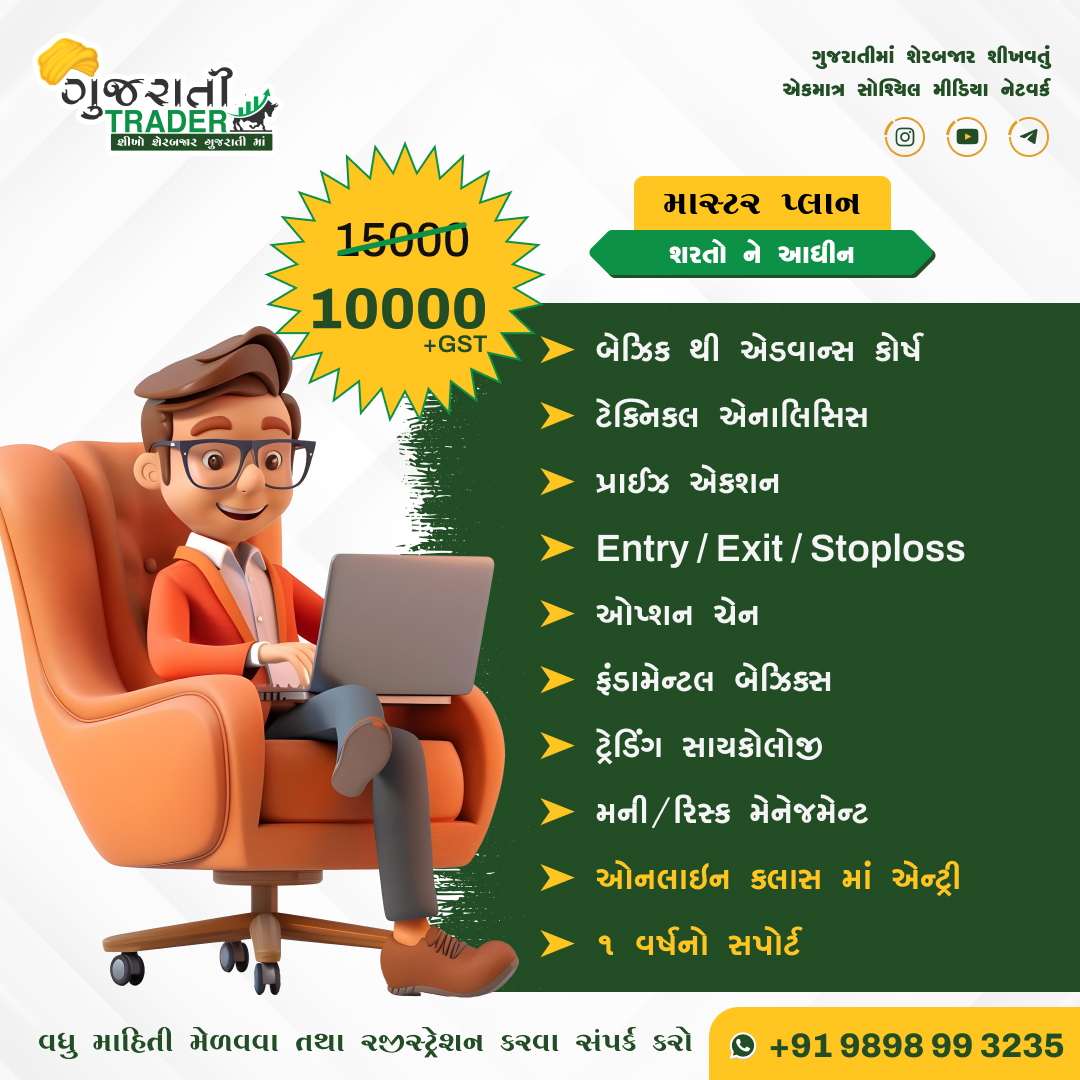 ગુજરાતી
TRADER
શીખો શેરબજાર ગુજરાતી માં
ગુજરાતીમાં શેરબજાર શીખવતું
એકમાત્ર સોશ્યિલ મીડિયા નેટવર્ક
15000
10000
+GST
માસ્ટર પ્લાન
શરતો ને આધીન
બેઝિક થી એડવાન્સ કોર્ષ
ટેક્નિકલ એનાલિસિસ
પ્રાઈઝ એકશન
Entry / Exit / Stoploss
ઓપ્શન ચેન
ફંડામેન્ટલ બેઝિક્સ
ટ્રેડિંગ સાયકોલોજી
મની/રિસ્ક મેનેજમેન્ટ
ઓનલાઇન કલાસ માં એન્ટ્રી
૧ વર્ષનો સપોર્ટ
વધુ માહિતી મેળવવા તથા રજીસ્ટ્રેશન કરવા સંપર્ક કરો
+91 9898 99 3235